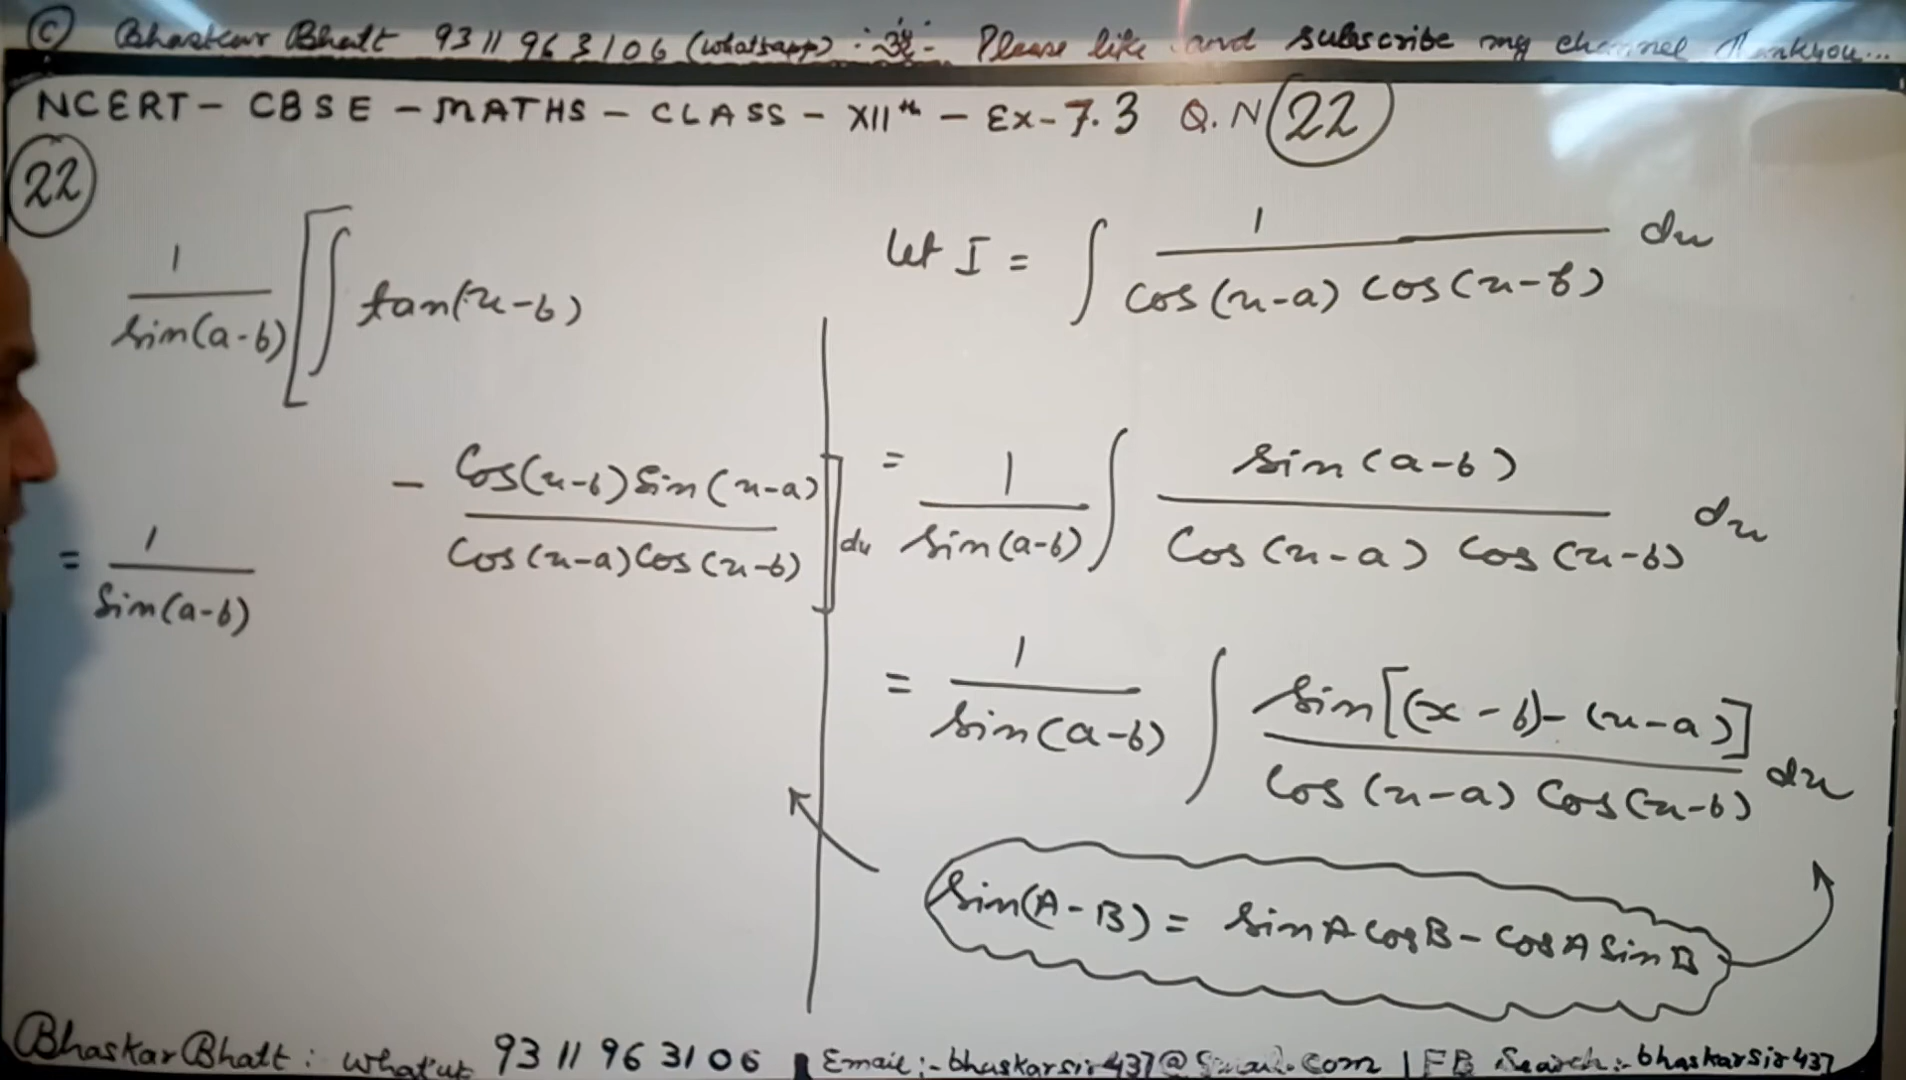 © Bhaskar Bhatt 9311963106 (whatsapp) :- Please like and subscribe my channel Thankyou...
NCERT - CBSE - MATHS - CLASS - XIIth - Ex-7.3 Q.N 22
22
let I = ∫ 1 / cos(x-a) cos(x-b) dx
= 1 / sin(a-b) ∫ sin(a-b) / cos(x-a) cos(x-b) dx
= 1 / sin(a-b) ∫ sin[(x-b)-(x-a)] / cos(x-a) cos(x-b) dx
sin(A-B) = sinA cosB - cosA sinB
1 / sin(a-b) [∫ tan(x-b)
- cos(x-b) sin(x-a) / cos(x-a) cos(x-b) ] dx
= 1 / sin(a-b)
Bhaskar Bhatt : 9311963106 Email :- bhaskarsir437@gmail.com | FB Search :- bhaskarsir437